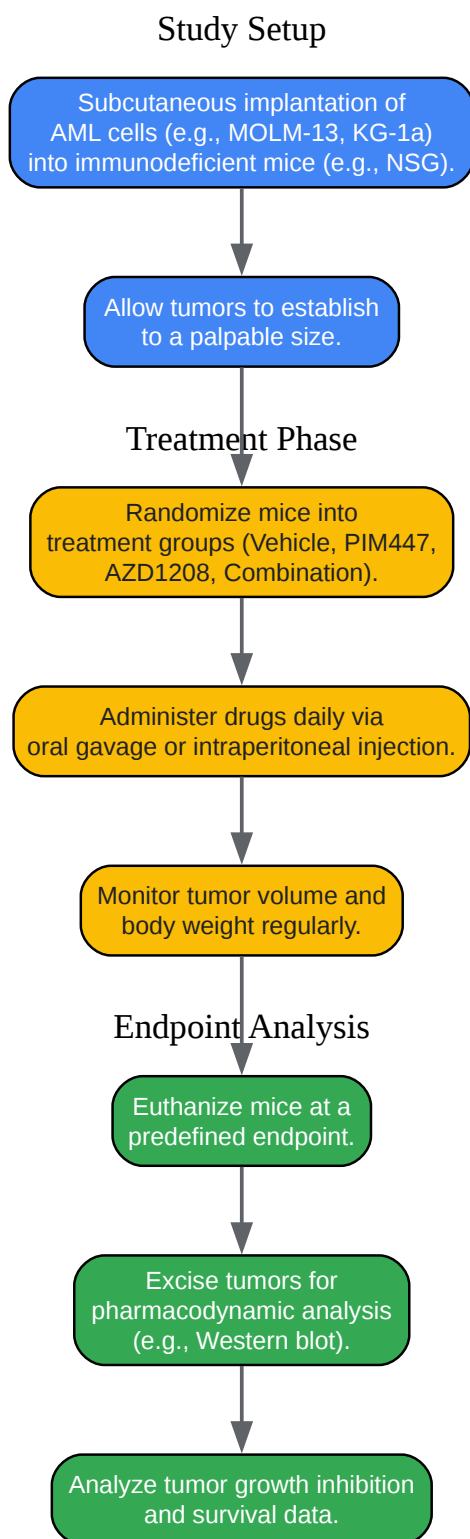 Study Setup
Subcutaneous implantation of
AML cells (e.g., MOLM-13, KG-1a)
into immunodeficient mice (e.g., NSG).
Allow tumors to establish
to a palpable size.
Treatment Phase
Randomize mice into
treatment groups (Vehicle, PIM447,
AZD1208, Combination).
Administer drugs daily via
oral gavage or intraperitoneal injection.
Monitor tumor volume and
body weight regularly.
Endpoint Analysis
Euthanize mice at a
predefined endpoint.
Excise tumors for
pharmacodynamic analysis
(e.g., Western blot).
Analyze tumor growth inhibition
and survival data.